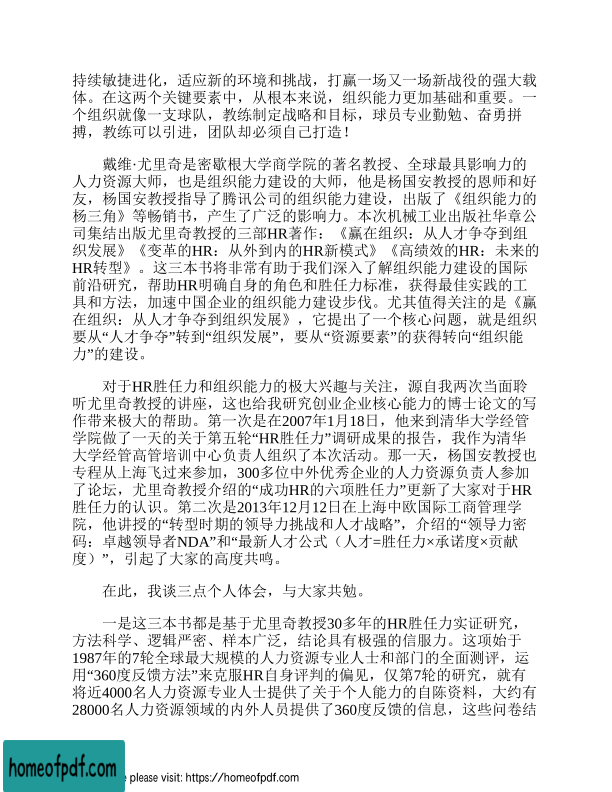 持续敏捷进化，适应新的环境和挑战，打赢一场又一场新战役的强大载
体。在这两个关键要素中，从根本来说，组织能力更加基础和重要。一
个组织就像一支球队，教练制定战略和目标，球员专业勤勉、奋勇拼
搏，教练可以引进，团队却必须自己打造！
戴维·尤里奇是密歇根大学商学院的著名教授、全球最具影响力的
人力资源大师，也是组织能力建设的大师，他是杨国安教授的恩师和好
友，杨国安教授指导了腾讯公司的组织能力建设，出版了《组织能力的
杨三角》等畅销书，产生了广泛的影响力。本次机械工业出版社华章公
司集结出版尤里奇教授的三部HR著作：《赢在组织：从人才争夺到组
织发展》《变革的HR：从外到内的HR新模式》《高绩效的HR：未来的
HR转型》。这三本书将非常有助于我们深入了解组织能力建设的国际
前沿研究，帮助HR明确自身的角色和胜任力标准，获得最佳实践的工
具和方法，加速中国企业的组织能力建设步伐。尤其值得关注的是《赢
在组织：从人才争夺到组织发展》，它提出了一个核心问题，就是组织
要从“人才争夺”转到“组织发展”，要从“资源要素”的获得转向“组织能
力”的建设。
对于HR胜任力和组织能力的极大兴趣与关注，源自我两次当面聆
听尤里奇教授的讲座，这也给我研究创业企业核心能力的博士论文的写
作带来极大的帮助。第一次是在2007年1月18日，他来到清华大学经管
学院做了一天的关于第五轮“HR胜任力”调研成果的报告，我作为清华
大学经管高管培训中心负责人组织了本次活动。那一天，杨国安教授也
专程从上海飞过来参加，300多位中外优秀企业的人力资源负责人参加
了论坛，尤里奇教授介绍的“成功HR的六项胜任力”更新了大家对于HR
胜任力的认识。第二次是2013年12月12日在上海中欧国际工商管理学
院，他讲授的“转型时期的领导力挑战和人才战略”，介绍的“领导力密
码：卓越领导者NDA”和“最新人才公式（人才=胜任力×承诺度×贡献
度）”，引起了大家的高度共鸣。
在此，我谈三点个人体会，与大家共勉。
一是这三本书都是基于尤里奇教授30多年的HR胜任力实证研究，
方法科学、逻辑严密、样本广泛，结论具有极强的信服力。这项始于
1987年的7轮全球最大规模的人力资源专业人士和部门的全面测评，运
用“360度反馈方法”来克服HR自身评判的偏见，仅第7轮的研究，就有
将近4000名人力资源专业人士提供了关于个人能力的自陈资料，大约有
28000名人力资源领域的内外人员提供了360度反馈的信息，这些问卷结
homeofpdf.com
e please visit: https://homeofpdf.com